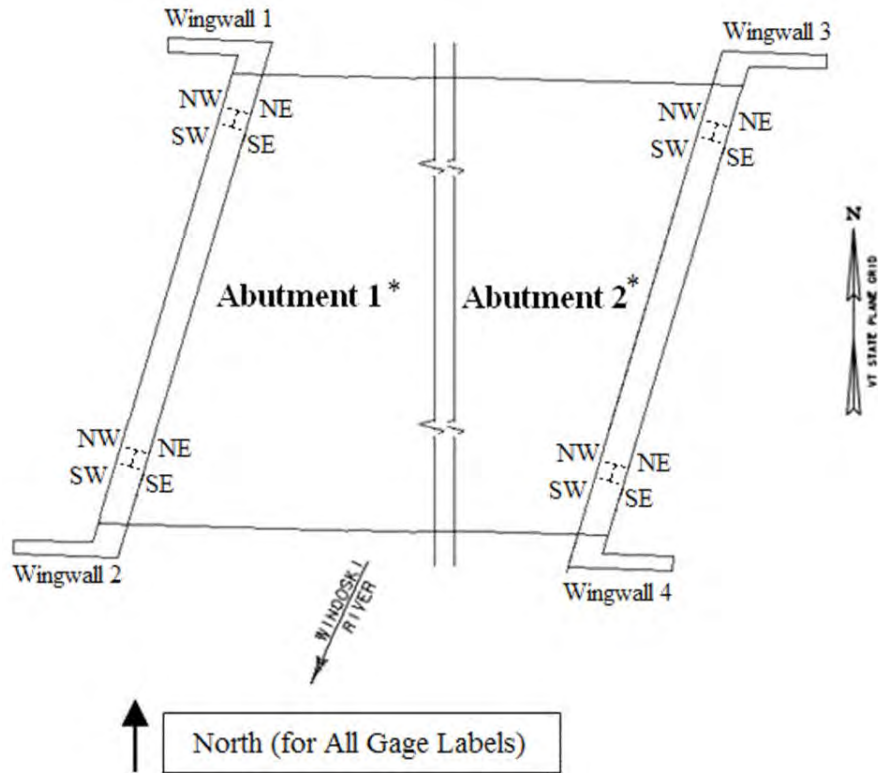 Wingwall 1
Wingwall 3
NW
NE
SW
SE
NW
NE
SW
SE
N
VT STATE PLANE GRID
Abutment 1*
Abutment 2*
NW
NE
SW
SE
NW
NE
SW
SE
Wingwall 2
Wingwall 4
WINOOSKI
RIVER
North (for All Gage Labels)